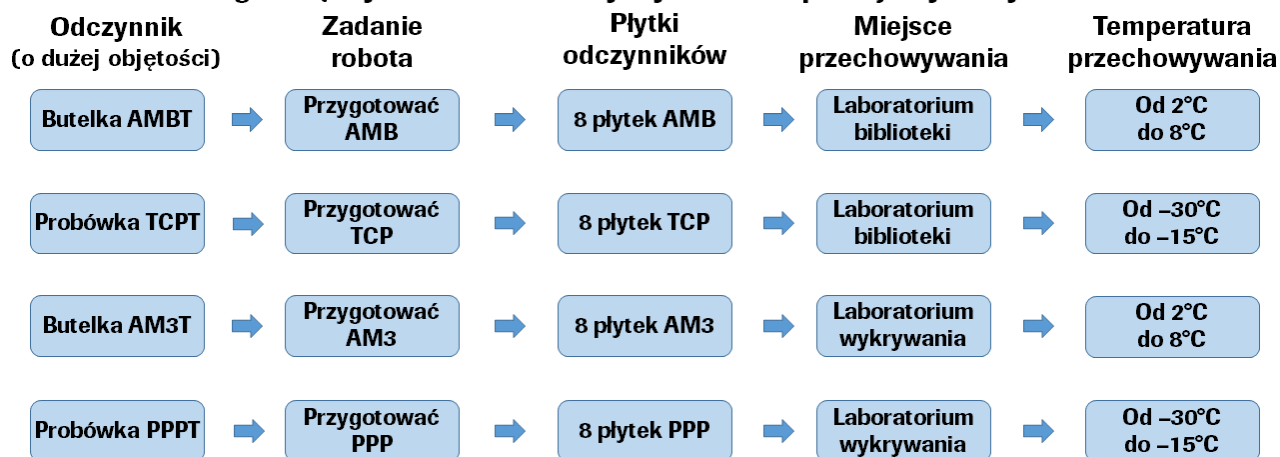 Odczynnik
(o dużej objętości)
Zadanie
robota
Płytki
odczynników
Miejsce
przechowywania
Temperatura
przechowywania
Butelka AMBT
Przygotować
AMB
8 płytek AMB
Laboratorium
biblioteki
Od 2°C
do 8°C
Probówka TCPT
Przygotować
TCP
8 płytek TCP
Laboratorium
biblioteki
Od –30°C
do –15°C
Butelka AM3T
Przygotować
AM3
8 płytek AM3
Laboratorium
wykrywania
Od 2°C
do 8°C
Probówka PPPT
Przygotować
PPP
8 płytek PPP
Laboratorium
wykrywania
Od –30°C
do –15°C